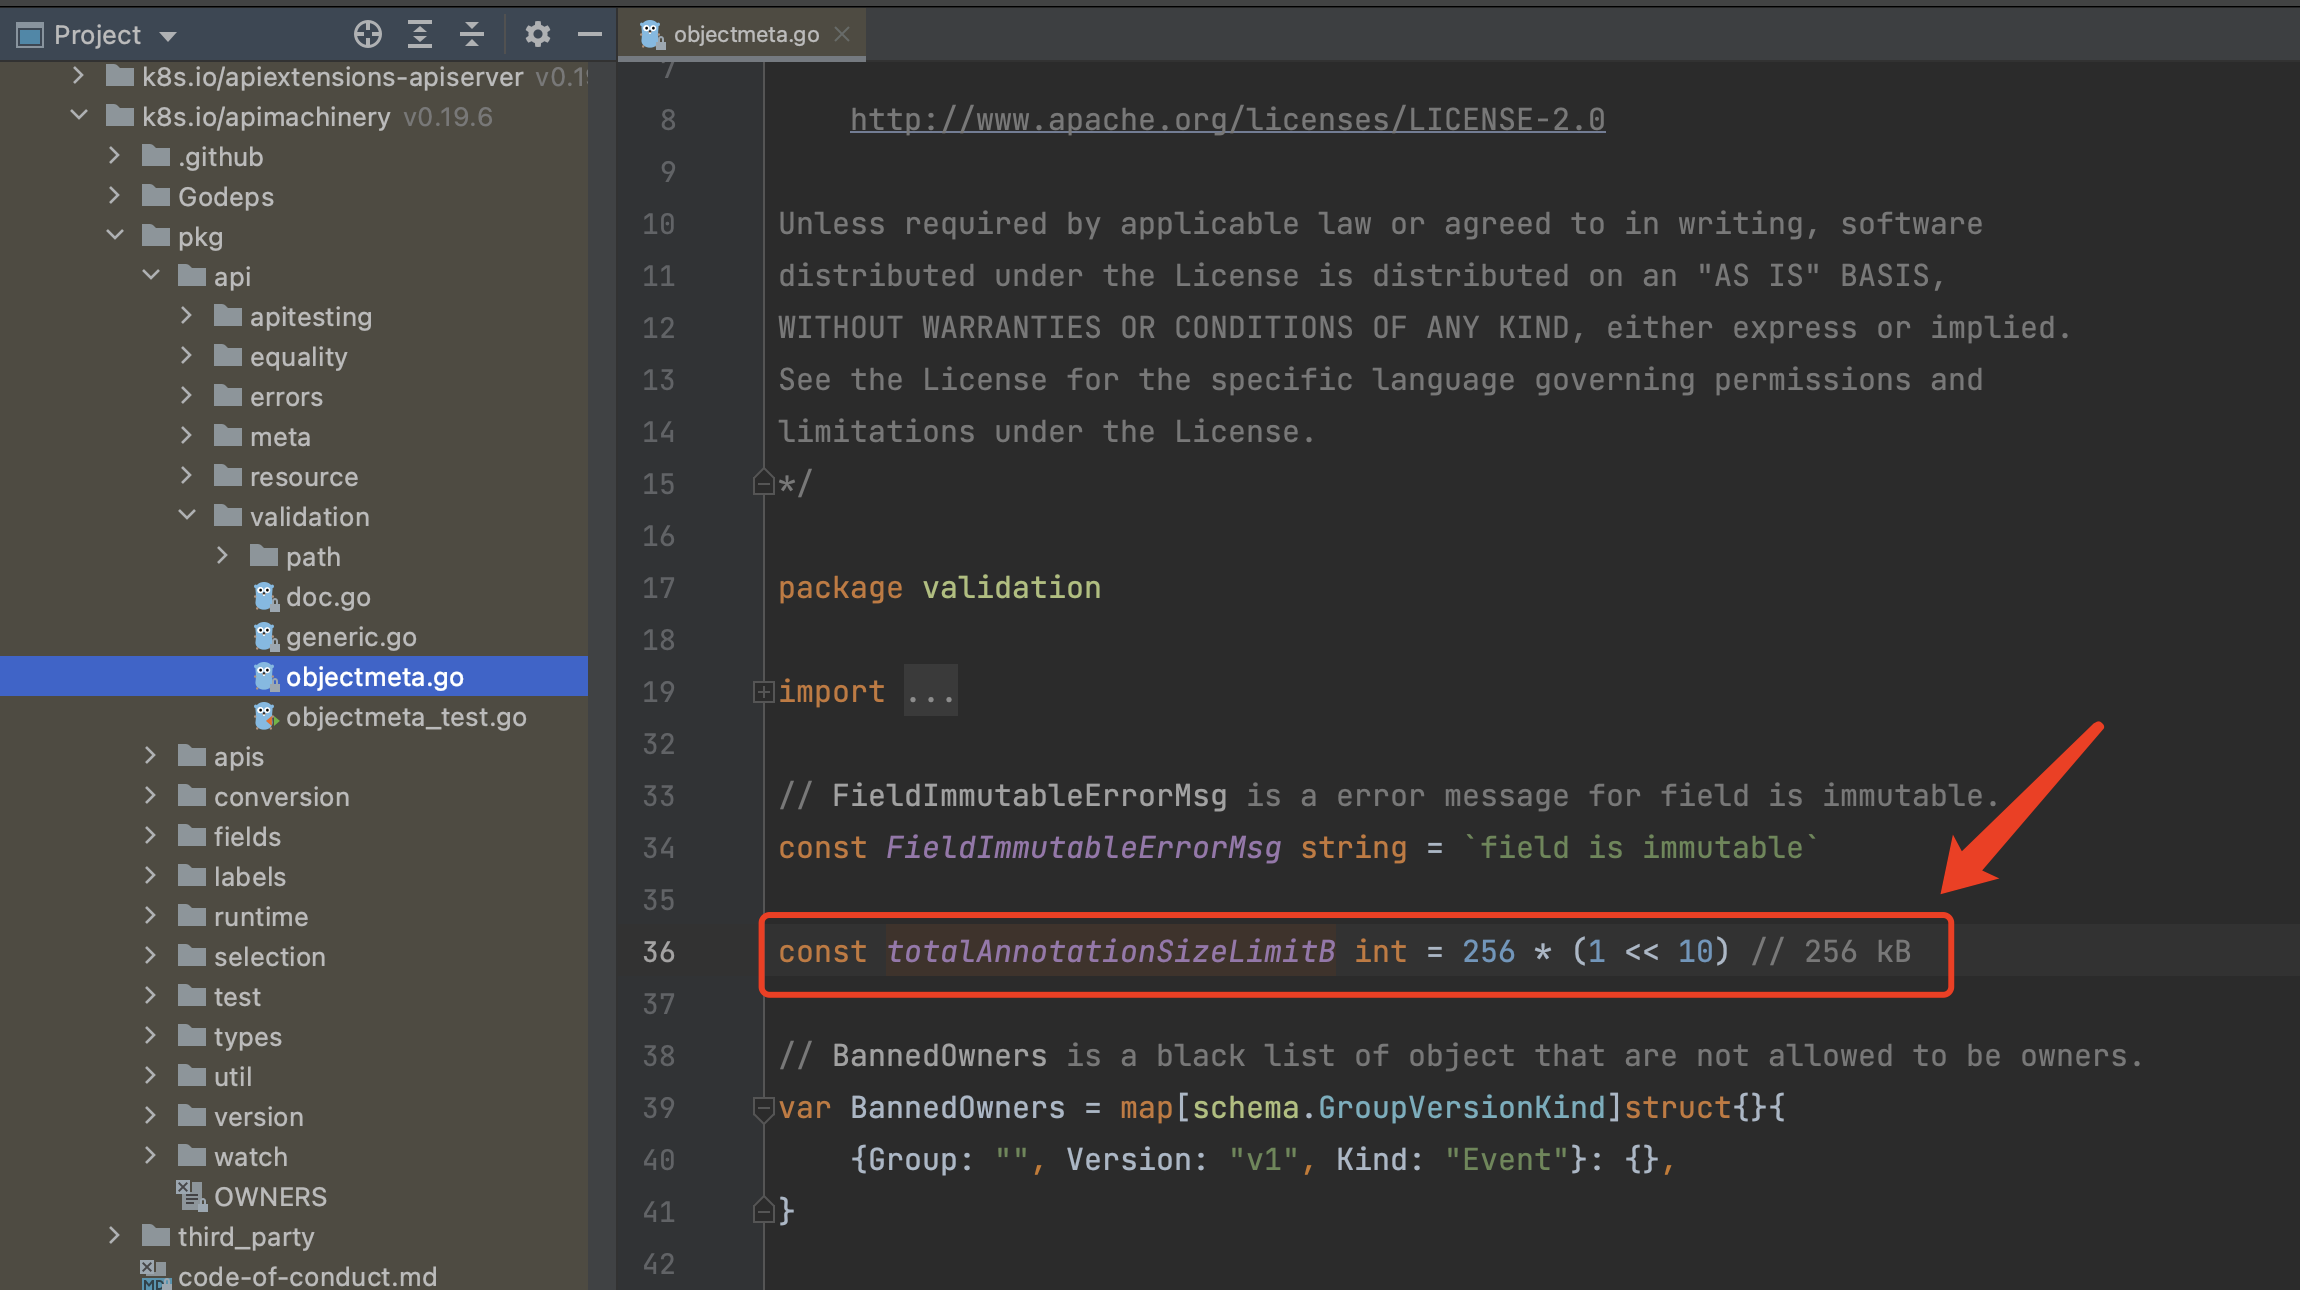 Project
k8s.io/apiextensions-apiserver v0.19
k8s.io/apimachinery v0.19.6
.github
Godeps
pkg
api
apitesting
equality
errors
meta
resource
validation
path
doc.go
generic.go
objectmeta.go
objectmeta_test.go
apis
conversion
fields
labels
runtime
selection
test
types
util
version
watch
OWNERS
third_party
code-of-conduct.md
objectmeta.go
7
8 http://www.apache.org/licenses/LICENSE-2.0
9
10 Unless required by applicable law or agreed to in writing, software
11 distributed under the License is distributed on an "AS IS" BASIS,
12 WITHOUT WARRANTIES OR CONDITIONS OF ANY KIND, either express or implied.
13 See the License for the specific language governing permissions and
14 limitations under the License.
15 */
16
17 package validation
18
19 import ...
32
33 // FieldImmutableErrorMsg is a error message for field is immutable.
34 const FieldImmutableErrorMsg string = `field is immutable`
35
36 const totalAnnotationSizeLimitB int = 256 * (1 << 10) // 256 kB
37
38 // BannedOwners is a black list of object that are not allowed to be owners.
39 var BannedOwners = map[schema.GroupVersionKind]struct{}{
40 {Group: "", Version: "v1", Kind: "Event"}: {},
41 }
42